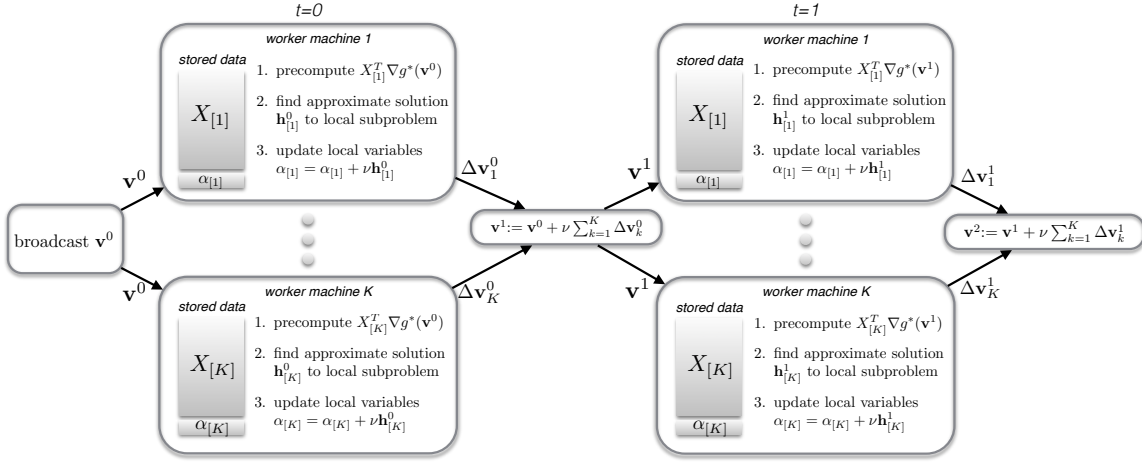 t=0
t=1
worker machine 1
stored data
X_{[1]}
α_{[1]}
1. precompute X_{[1]}^T ∇g*(v^0)
2. find approximate solution
h_{[1]}^0 to local subproblem
3. update local variables
α_{[1]} = α_{[1]} + νh_{[1]}^0
worker machine 1
stored data
X_{[1]}
α_{[1]}
1. precompute X_{[1]}^T ∇g*(v^1)
2. find approximate solution
h_{[1]}^1 to local subproblem
3. update local variables
α_{[1]} = α_{[1]} + νh_{[1]}^1
v^0
Δv_1^0
v^1
Δv_1^1
broadcast v^0
v^1:= v^0 + ν ∑_{k=1}^K Δv_k^0
v^2:= v^1 + ν ∑_{k=1}^K Δv_k^1
v^0
Δv_K^0
v^1
Δv_K^1
worker machine K
stored data
X_{[K]}
α_{[K]}
1. precompute X_{[K]}^T ∇g*(v^0)
2. find approximate solution
h_{[K]}^0 to local subproblem
3. update local variables
α_{[K]} = α_{[K]} + νh_{[K]}^0
worker machine K
stored data
X_{[K]}
α_{[K]}
1. precompute X_{[K]}^T ∇g*(v^1)
2. find approximate solution
h_{[K]}^1 to local subproblem
3. update local variables
α_{[K]} = α_{[K]} + νh_{[K]}^1